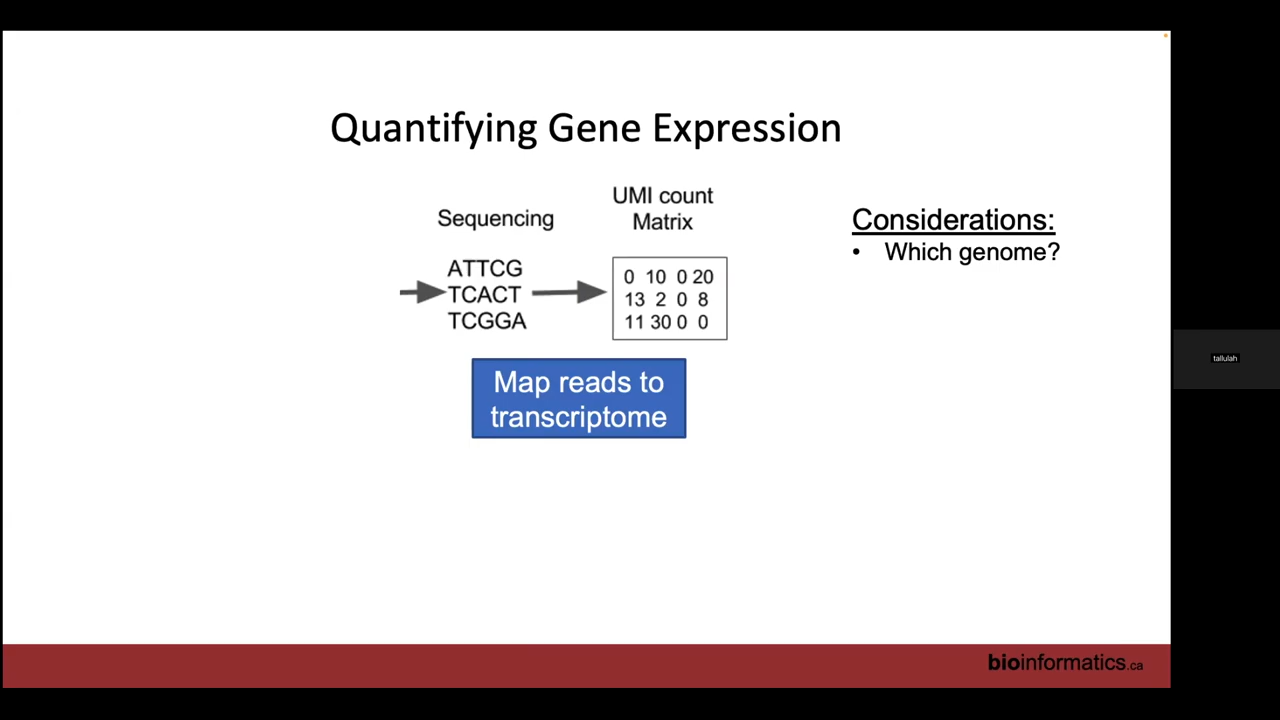 Quantifying Gene Expression
Sequencing
ATTCG
TCACT
TCGGA
UMI count
Matrix
0 10 0 20
13 2 0 8
11 30 0 0
Map reads to
transcriptome
Considerations:
• Which genome?
tallulah
bioinformatics.ca